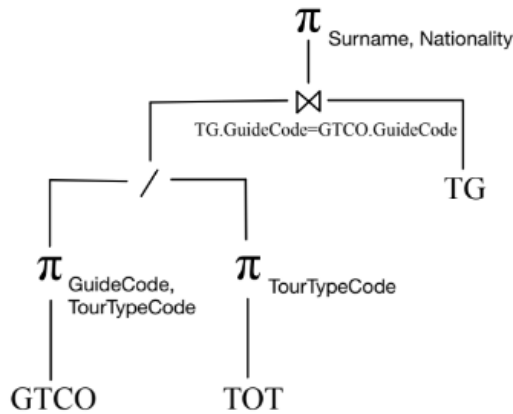 π Surname, Nationality
⋈
TG.GuideCode=GTCO.GuideCode
/
TG
π GuideCode,
TourTypeCode
π TourTypeCode
GTCO
TOT